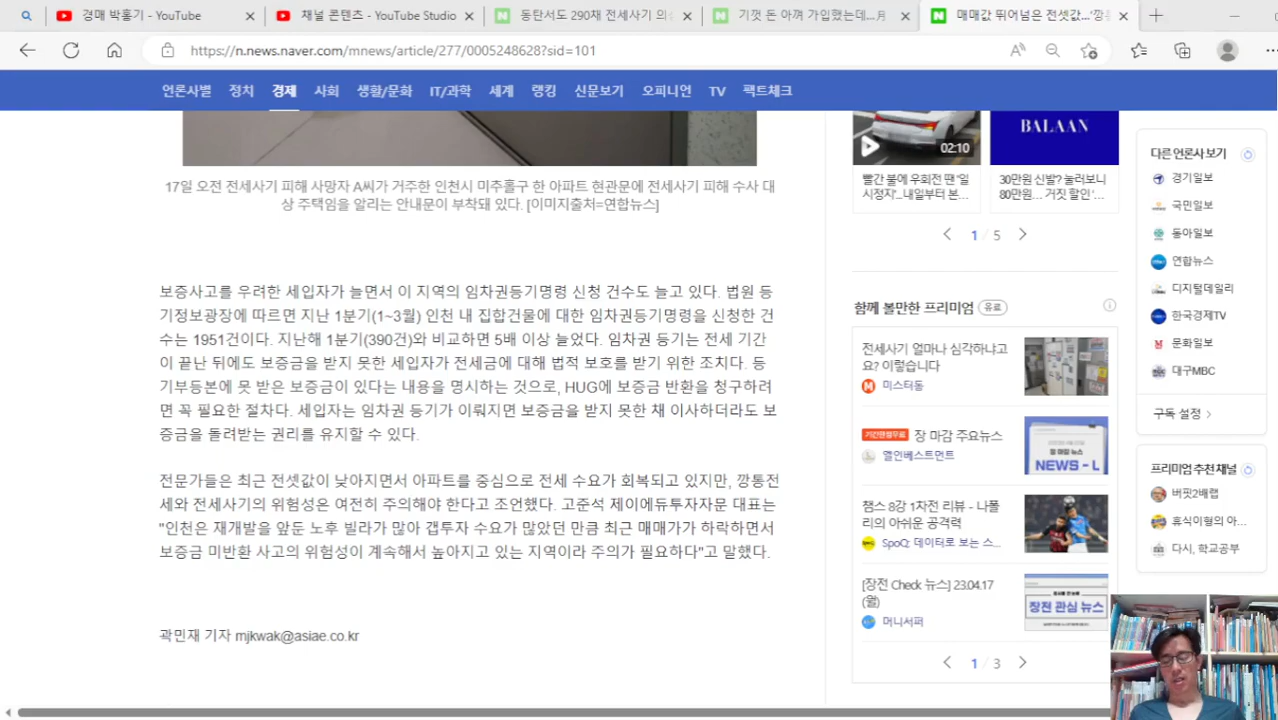 경매 박홍기 - YouTube
채널 콘텐츠 - YouTube Studio
동탄서도 290채 전세사기 의
기껏 돈 아껴 가입했는데...月
매매값 뛰어넘은 전셋값...'깡
https://n.news.naver.com/mnews/article/277/0005248628?sid=101
언론사별 정치 경제 사회 생활/문화 IT/과학 세계 랭킹 신문보기 오피니언 TV 팩트체크
17일 오전 전세사기 피해 사망자 A씨가 거주한 인천시 미추홀구 한 아파트 현관문에 전세사기 피해 수사 대
상 주택임을 알리는 안내문이 부착돼 있다. [이미지출처=연합뉴스]
보증사고를 우려한 세입자가 늘면서 이 지역의 임차권등기명령 신청 건수도 늘고 있다. 법원 등
기정보광장에 따르면 지난 1분기(1~3월) 인천 내 집합건물에 대한 임차권등기명령을 신청한 건
수는 1951건이다. 지난해 1분기(390건)와 비교하면 5배 이상 늘었다. 임차권 등기는 전세 기간
이 끝난 뒤에도 보증금을 받지 못한 세입자가 전세금에 대해 법적 보호를 받기 위한 조치다. 등
기부등본에 못 받은 보증금이 있다는 내용을 명시하는 것으로, HUG에 보증금 반환을 청구하려
면 꼭 필요한 절차다. 세입자는 임차권 등기가 이뤄지면 보증금을 받지 못한 채 이사하더라도 보
증금을 돌려받는 권리를 유지할 수 있다.
전문가들은 최근 전셋값이 낮아지면서 아파트를 중심으로 전세 수요가 회복되고 있지만, 깡통전
세와 전세사기의 위험성은 여전히 주의해야 한다고 조언했다. 고준석 제이에듀투자자문 대표는
"인천은 재개발을 앞둔 노후 빌라가 많아 갭투자 수요가 많았던 만큼 최근 매매가가 하락하면서
보증금 미반환 사고의 위험성이 계속해서 높아지고 있는 지역이라 주의가 필요하다"고 말했다.
곽민재 기자 mjkwak@asiae.co.kr
02:10
BALAAN
빨간 불에 우회전 땐 '일
시정지'...내일부터 본...
30만원 신발? 눌러보니
80만원... 거짓 할인 '...
1 5
함께 볼만한 프리미엄 유료
전세사기 얼마나 심각하냐고
요? 이렇습니다
미스터동
기간한정무료 장 마감 주요뉴스
엘인베스트먼트
장 마감 뉴스
NEWS - L
챔스 8강 1차전 리뷰 - 나폴
리의 아쉬운 공격력
SpoQ: 데이터로 보는 스...
[장전 Check 뉴스] 23.04.17
(월)
머니서퍼
장전 관심 뉴스
1 / 3
다른 언론사 보기
경기일보
국민일보
동아일보
연합뉴스
디지털데일리
한국경제TV
문화일보
대구MBC
구독 설정
프리미엄 추천 채널
버핏2배랩
휴식이형의 아...
다시, 학교공부